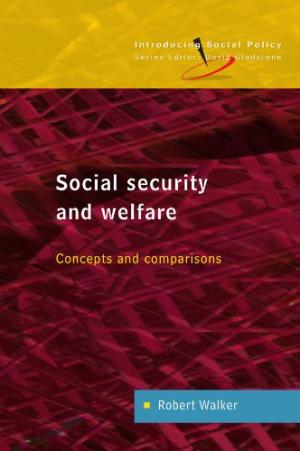 Introducing Social Policy
Series Editor: David Gladstone
Social security
and welfare
Concepts and comparisons
Robert Walker